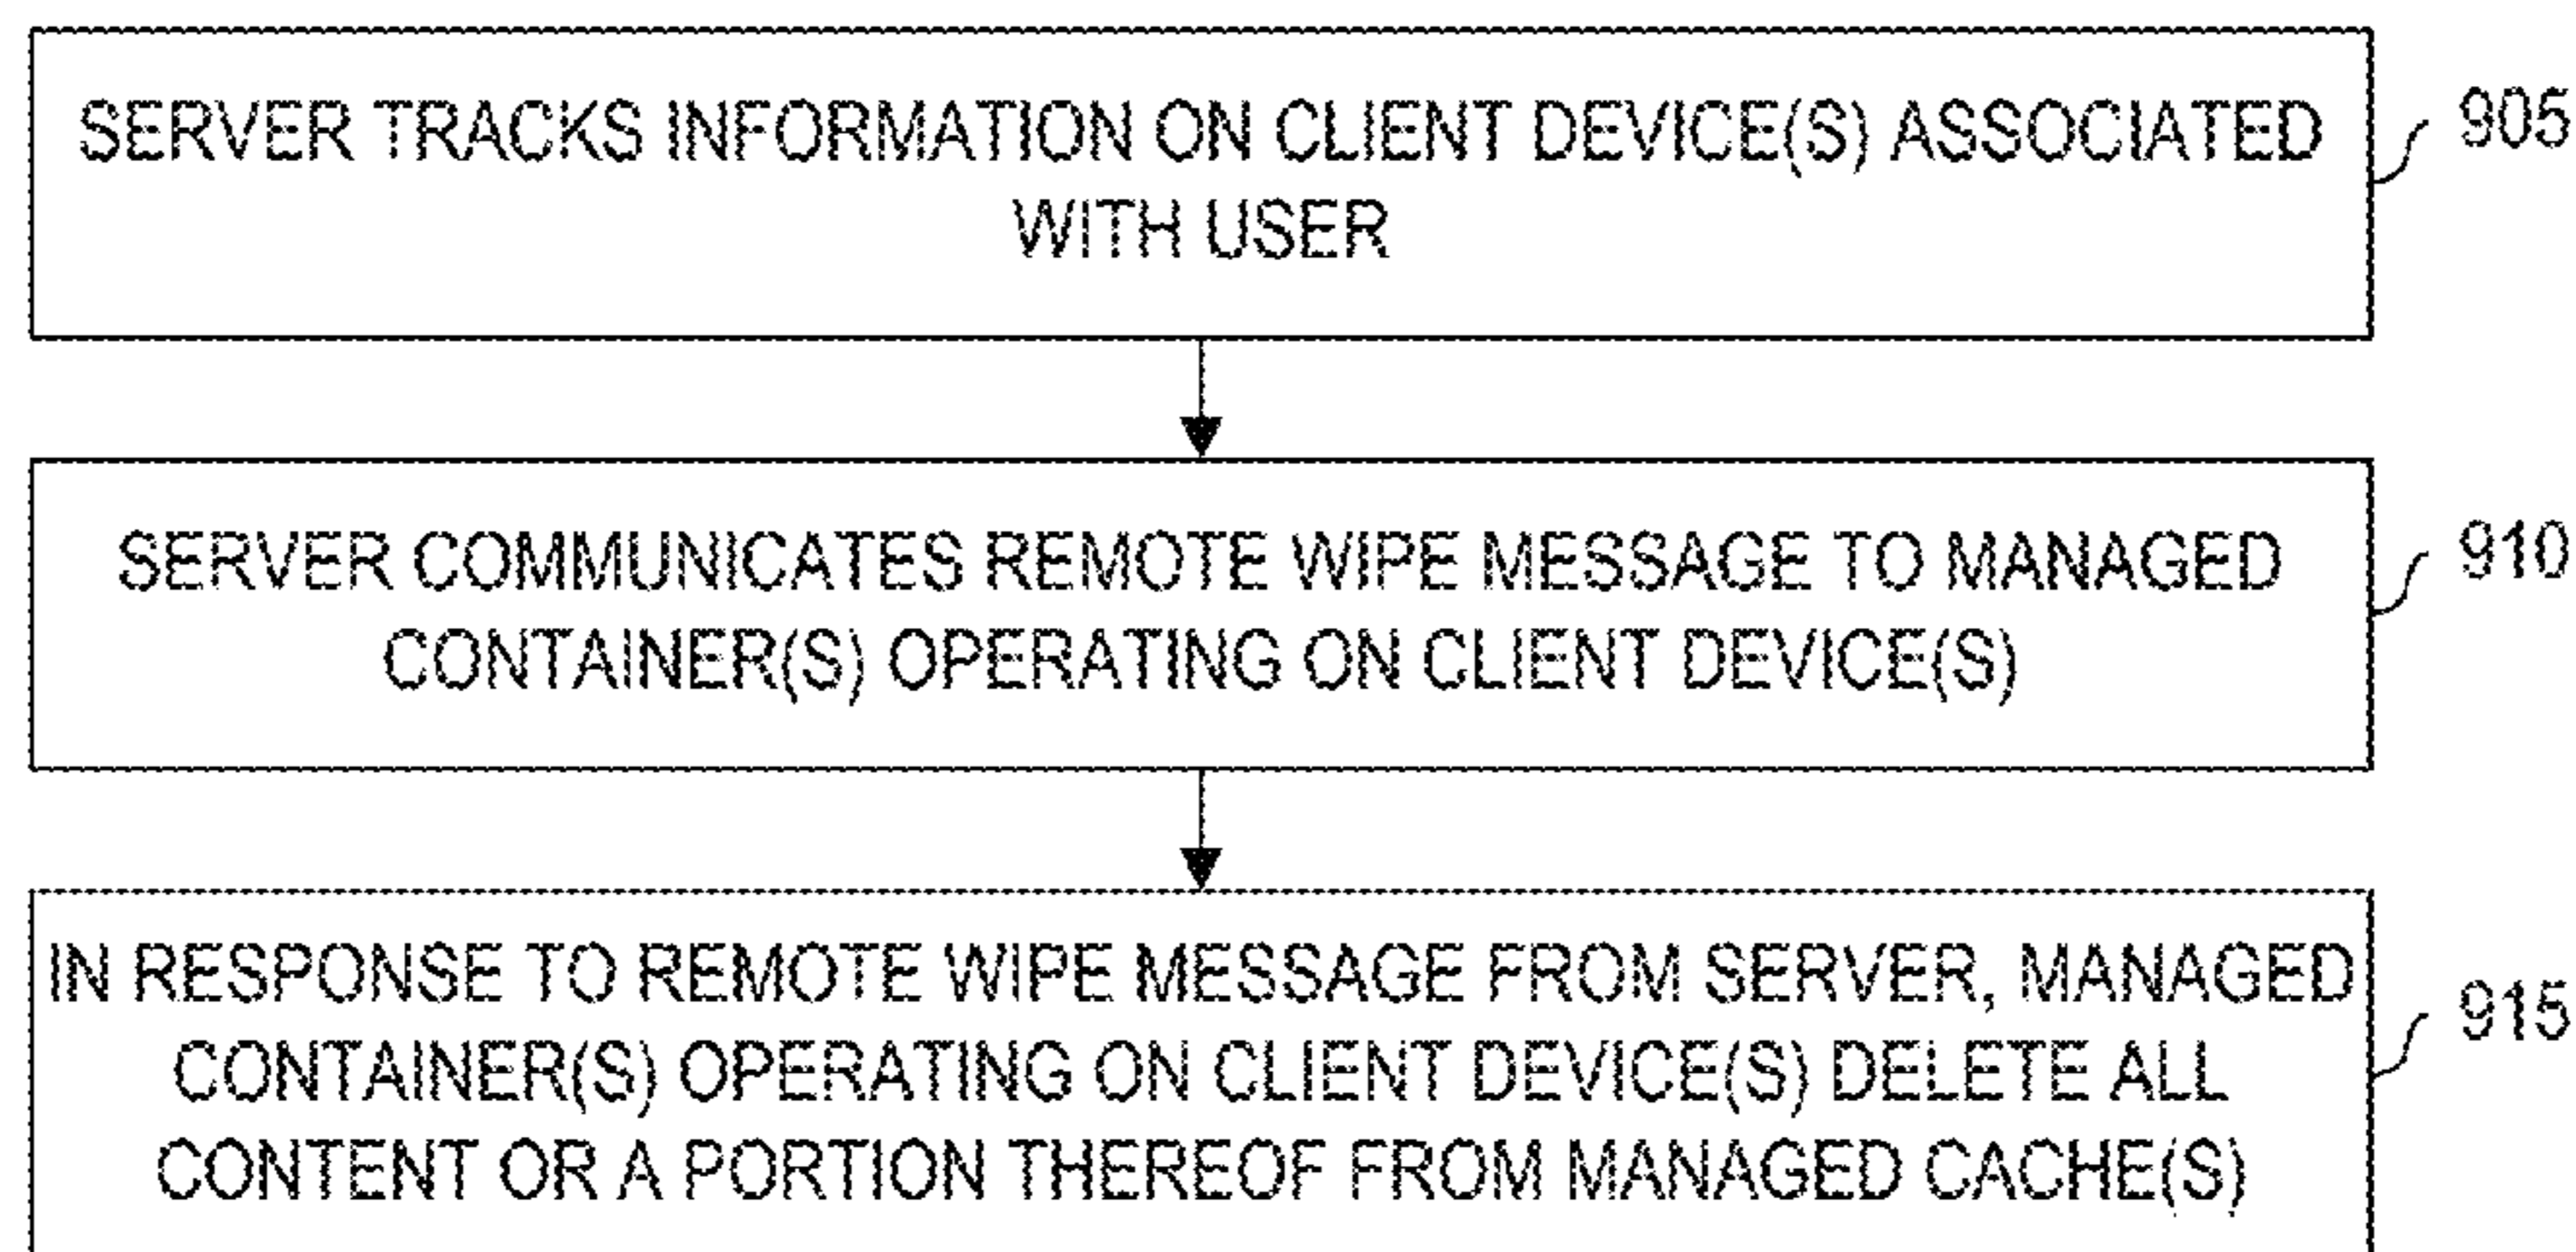 SERVER TRACKS INFORMATION ON CLIENT DEVICE(S) ASSOCIATED
WITH USER
905
SERVER COMMUNICATES REMOTE WIPE MESSAGE TO MANAGED
CONTAINER(S) OPERATING ON CLIENT DEVICE(S)
910
IN RESPONSE TO REMOTE WIPE MESSAGE FROM SERVER, MANAGED
CONTAINER(S) OPERATING ON CLIENT DEVICE(S) DELETE ALL
CONTENT OR A PORTION THEREOF FROM MANAGED CACHE(S)
915